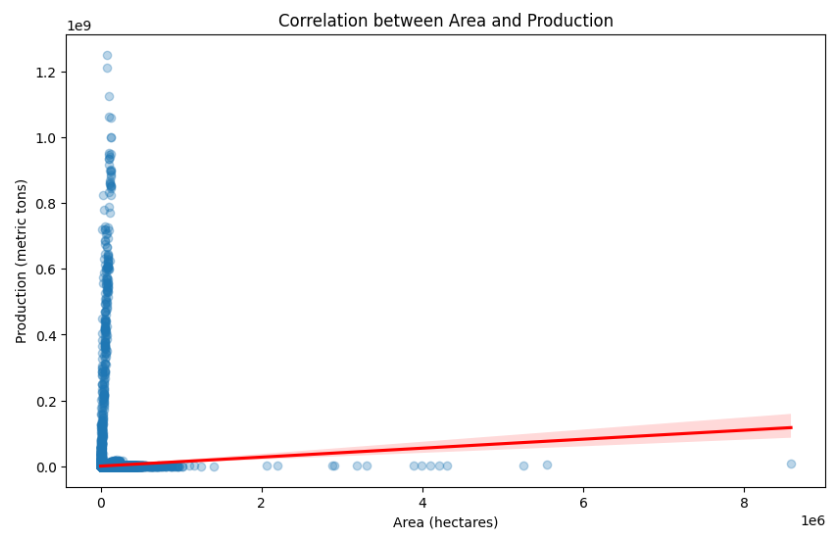 Correlation between Area and Production
1e9
1.2
1.0
0.8
0.6
0.4
0.2
0.0
Production (metric tons)
0
2
4
6
8
1e6
Area (hectares)